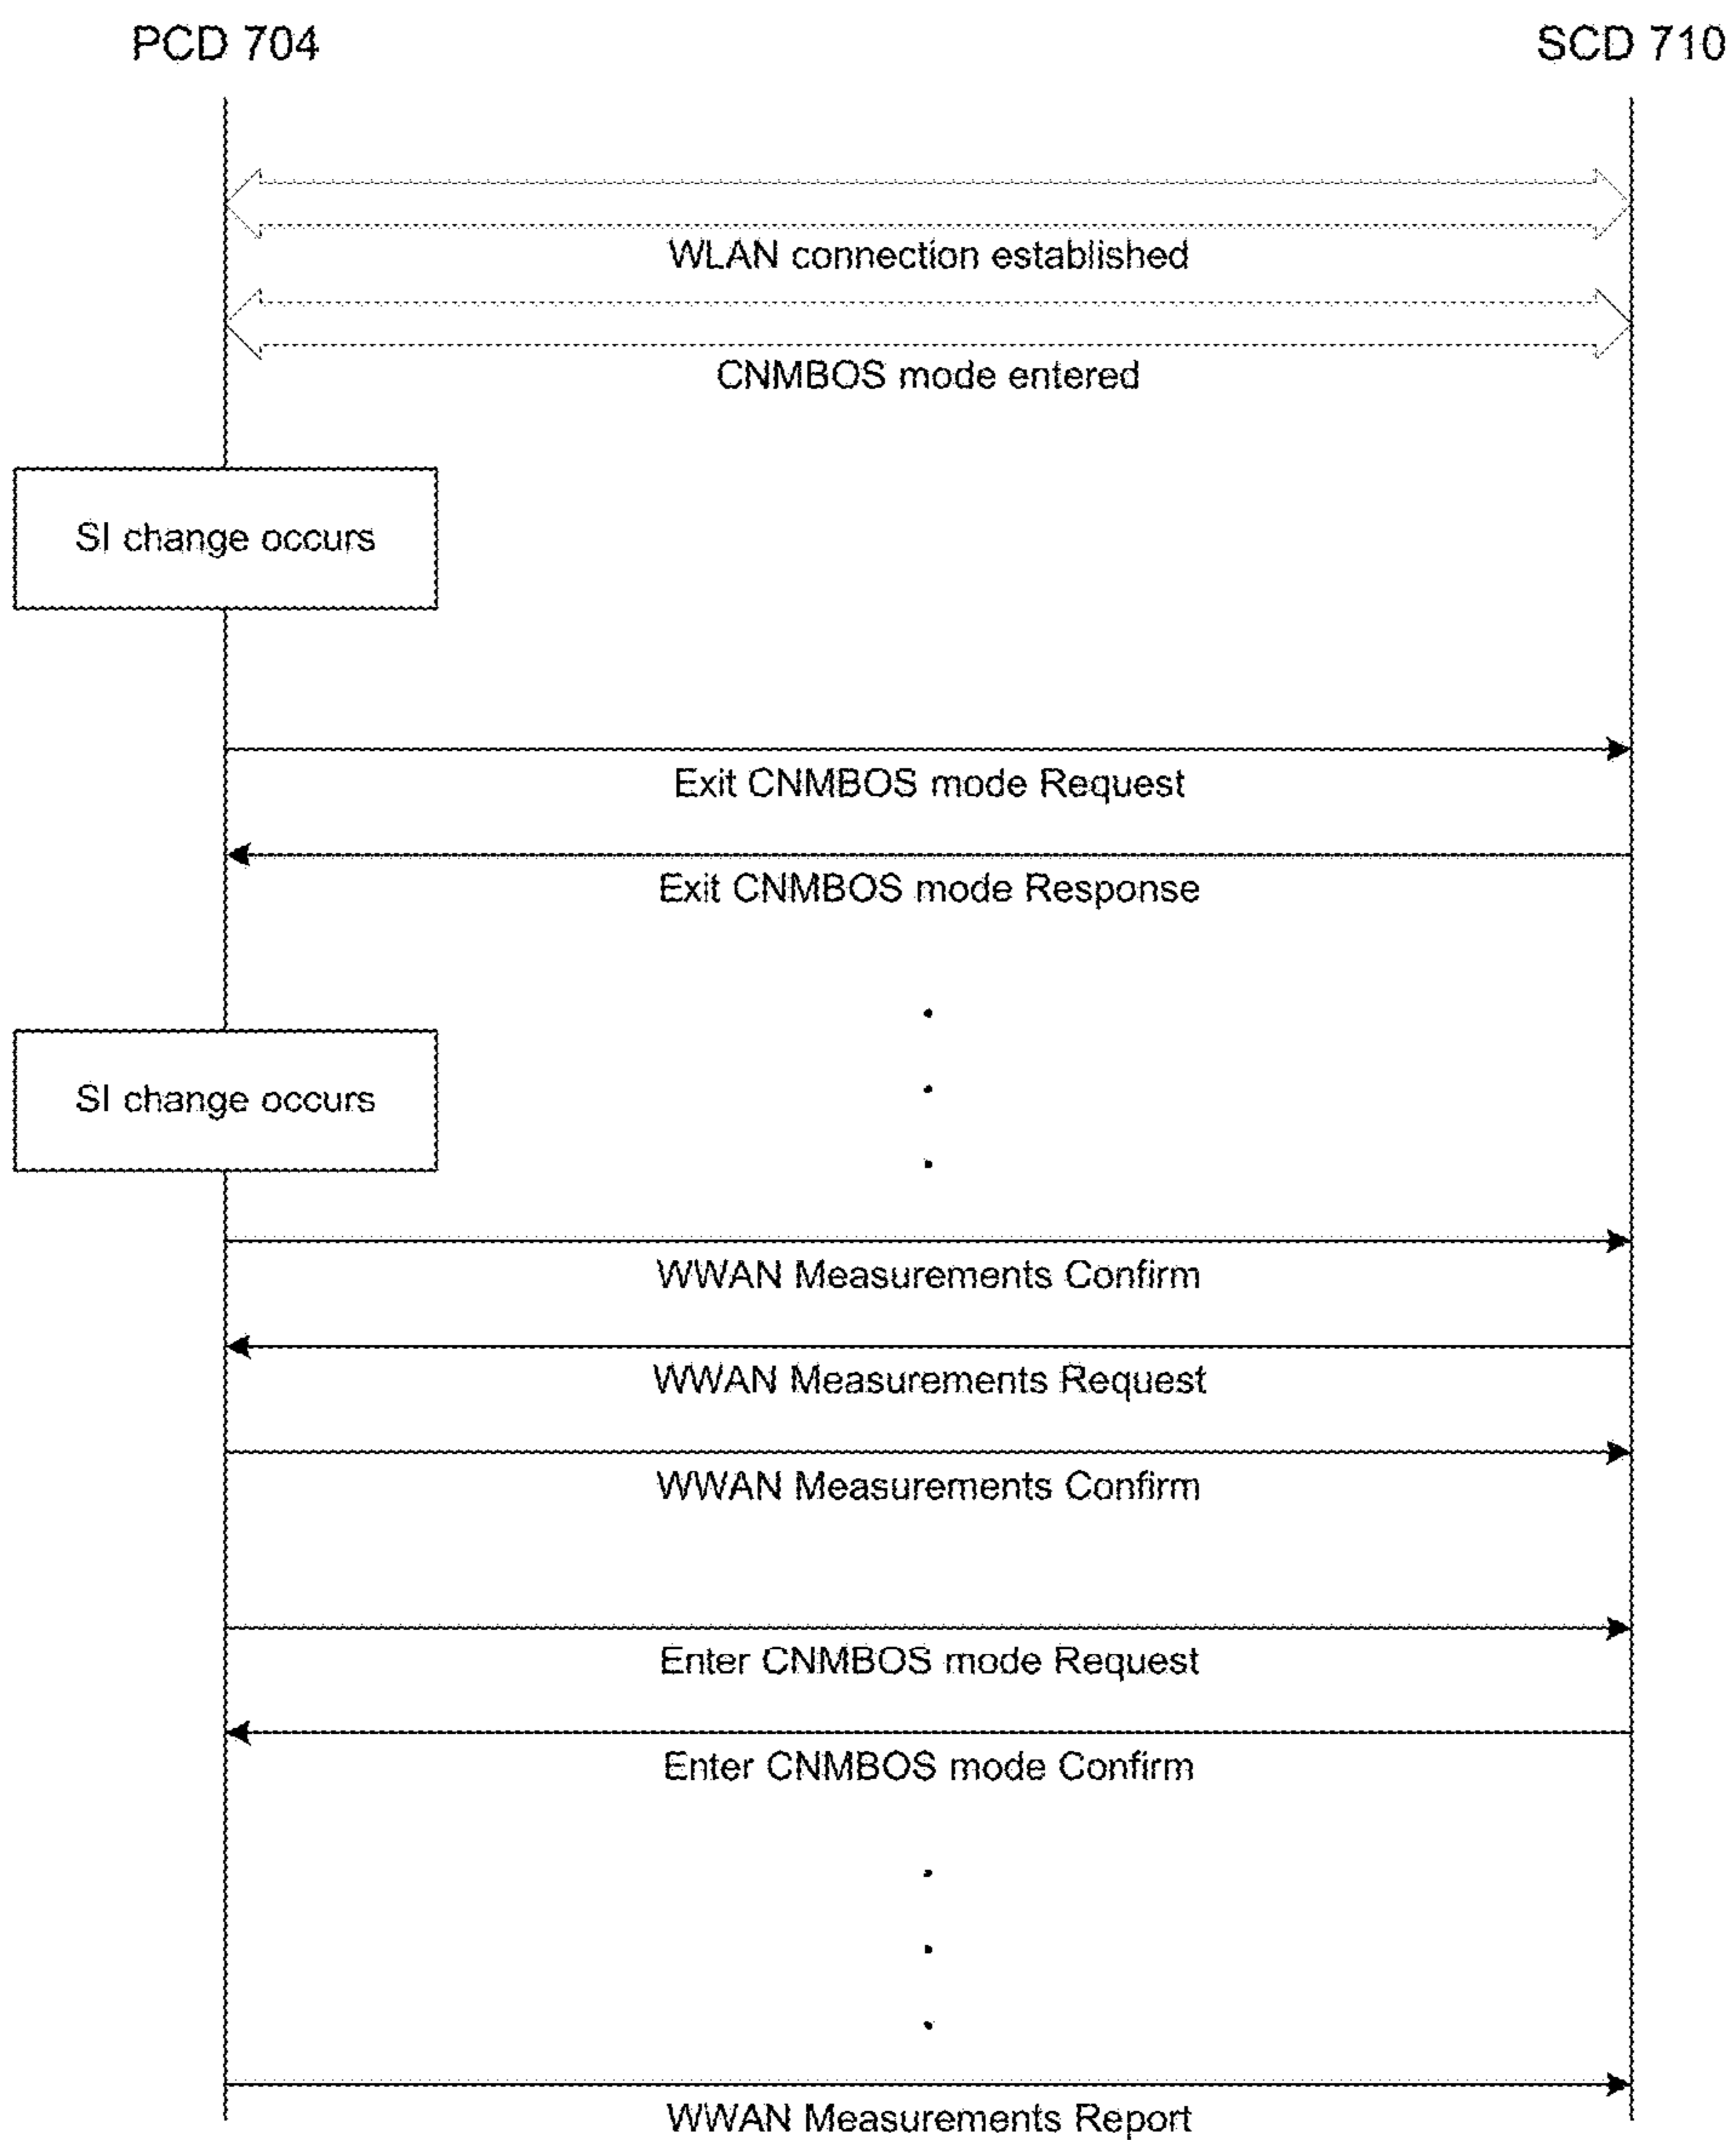 PCD 704
SCD 710
WLAN connection established
CNMBOS mode entered
SI change occurs
Exit CNMBOS mode Request
Exit CNMBOS mode Response
SI change occurs
WWAN Measurements Confirm
WWAN Measurements Request
WWAN Measurements Confirm
Enter CNMBOS mode Request
Enter CNMBOS mode Confirm
WWAN Measurements Report